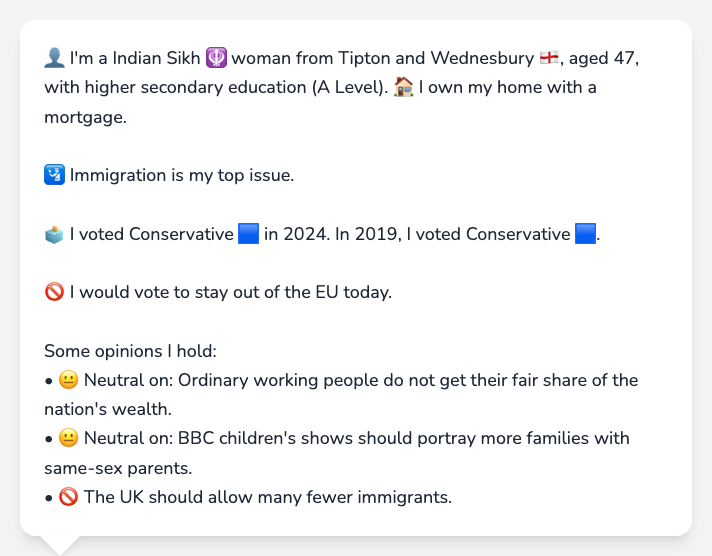 👤 I'm a Indian Sikh 🪯 woman from Tipton and Wednesbury 🏴󠁧󠁢󠁥󠁮󠁧󠁿, aged 47,
with higher secondary education (A Level). 🏠 I own my home with a
mortgage.
🛂 Immigration is my top issue.
🗳️ I voted Conservative 🟦 in 2024. In 2019, I voted Conservative 🟦.
🚫 I would vote to stay out of the EU today.
Some opinions I hold:
• 😐 Neutral on: Ordinary working people do not get their fair share of the
nation's wealth.
• 😐 Neutral on: BBC children's shows should portray more families with
same-sex parents.
• 🚫 The UK should allow many fewer immigrants.